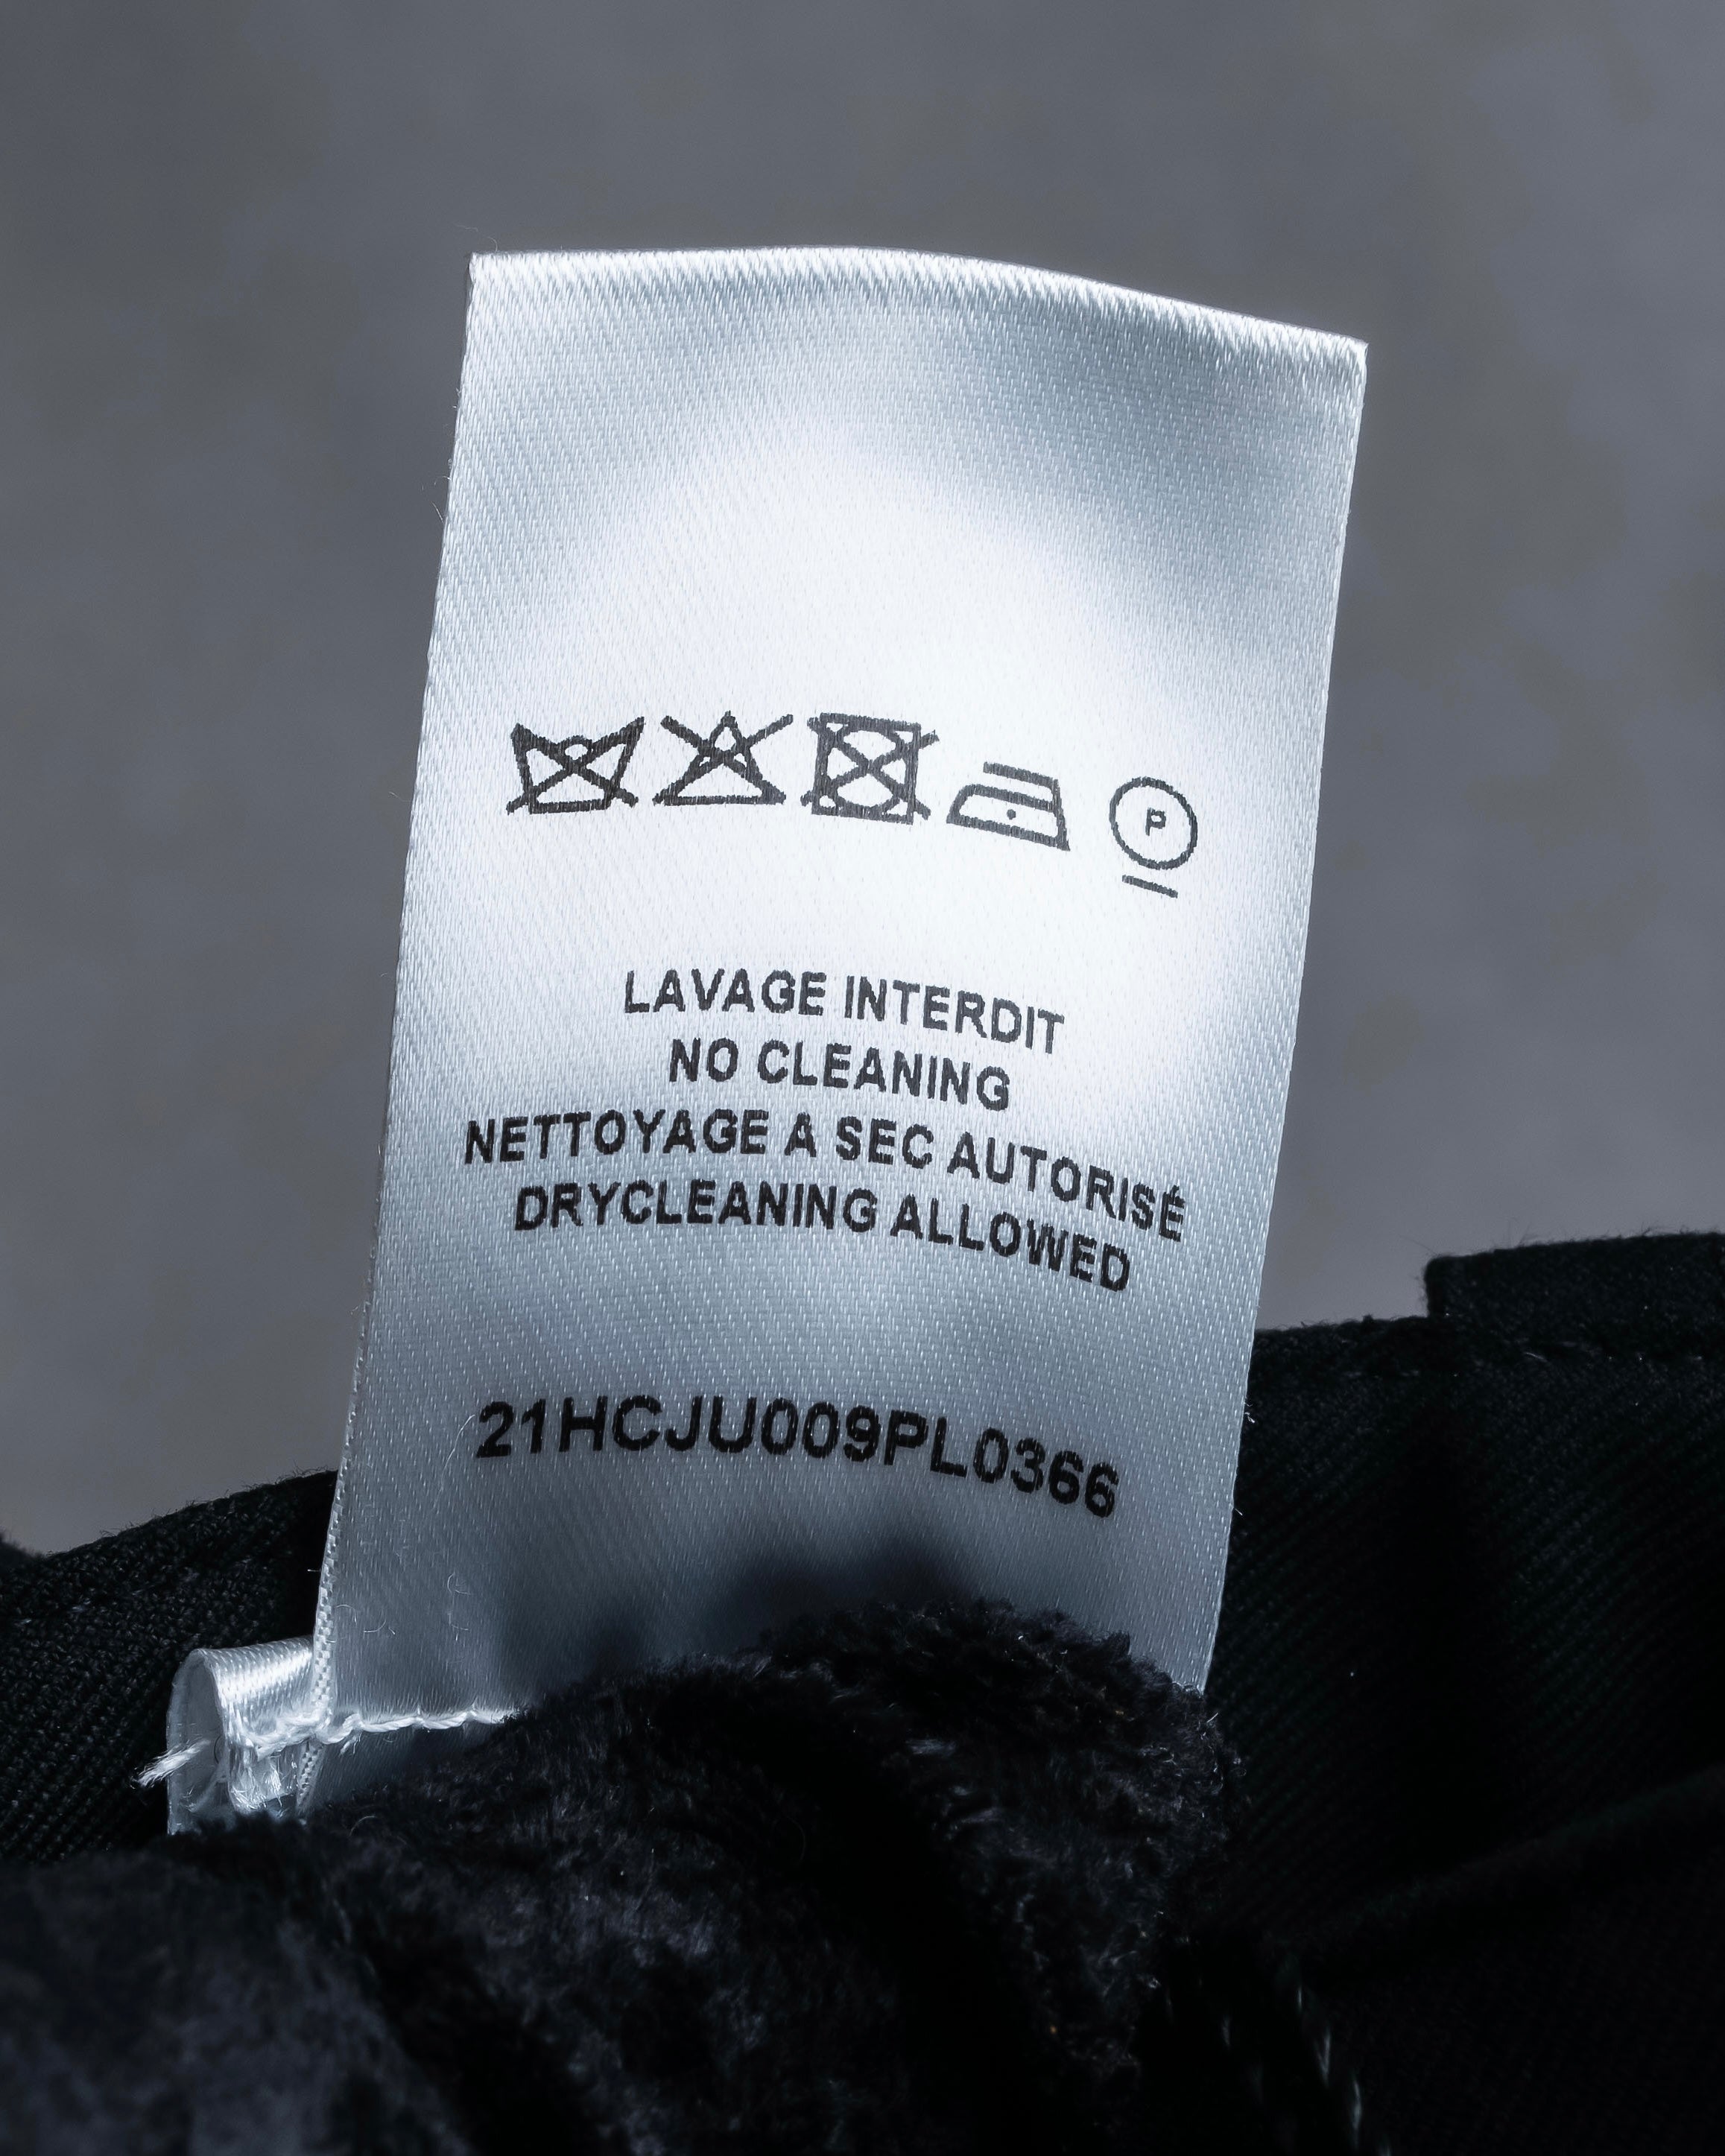 P
LAVAGE INTERDIT
NO CLEANING
NETTOYAGE A SEC AUTORISÉ
DRYCLEANING ALLOWED
21HCJU009PL0366